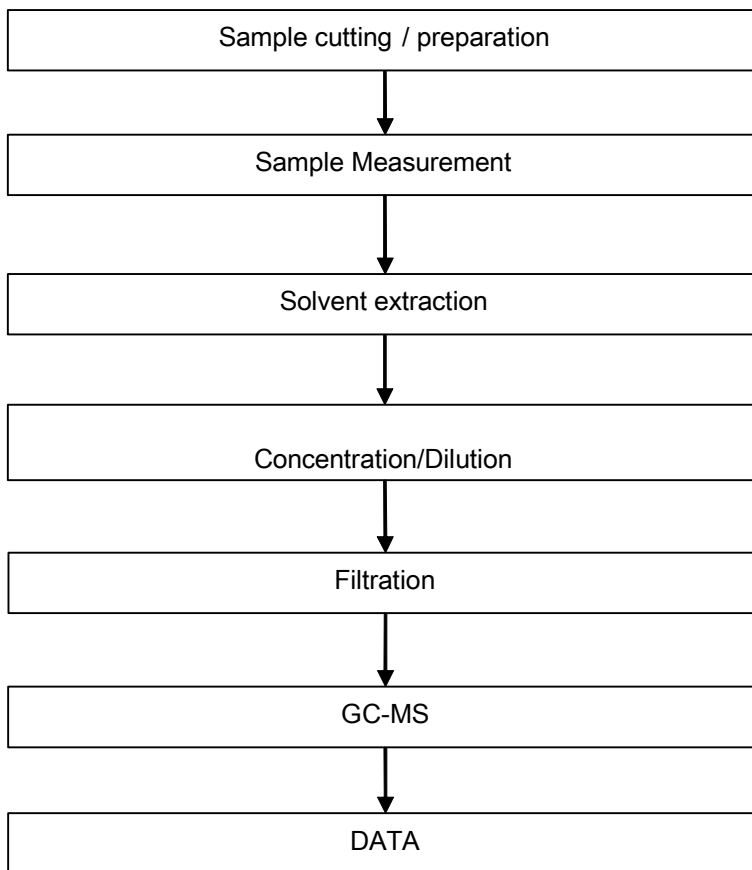 Sample cutting / preparation
Sample Measurement
Solvent extraction
Concentration/Dilution
Filtration
GC-MS
DATA